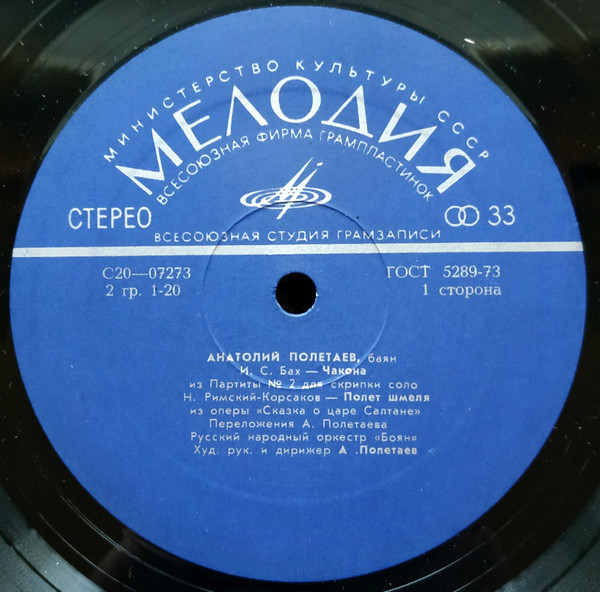 МИНИСТЕРСТВО КУЛЬТУРЫ СССР
МЕЛОДИЯ
ВСЕСОЮЗНАЯ ФИРМА ГРАМПЛАСТИНОК
СТЕРЕО
33
ВСЕСОЮЗНАЯ СТУДИЯ ГРАМЗАПИСИ
С20—07273
ГОСТ 5289-73
2 гр. 1-20
1 сторона
АНАТОЛИЙ ПОЛЕТАЕВ, баян
И. С. Бах — Чакона
из Партиты № 2 для скрипки соло
Н. Римский-Корсаков — Полет шмеля
из оперы «Сказка о царе Салтане»
Переложения А. Полетаева
Русский народный оркестр «Боян»
Худ. рук. и дирижер А .Полетаев